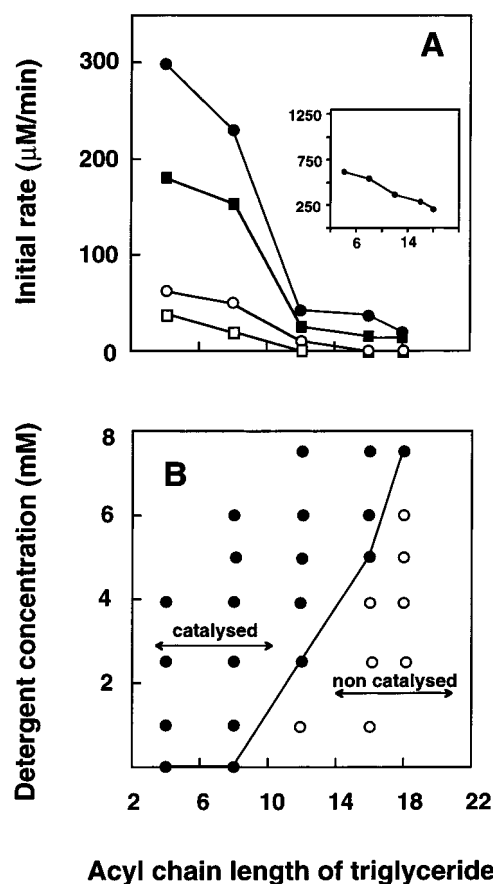 A
Initial rate (μM/min)
300
200
100
0
1250
750
250
6 14
B
Detergent concentration (mM)
8
6
4
2
catalysed
non catalysed
2 6 10 14 18 22
Acyl chain length of triglyceride